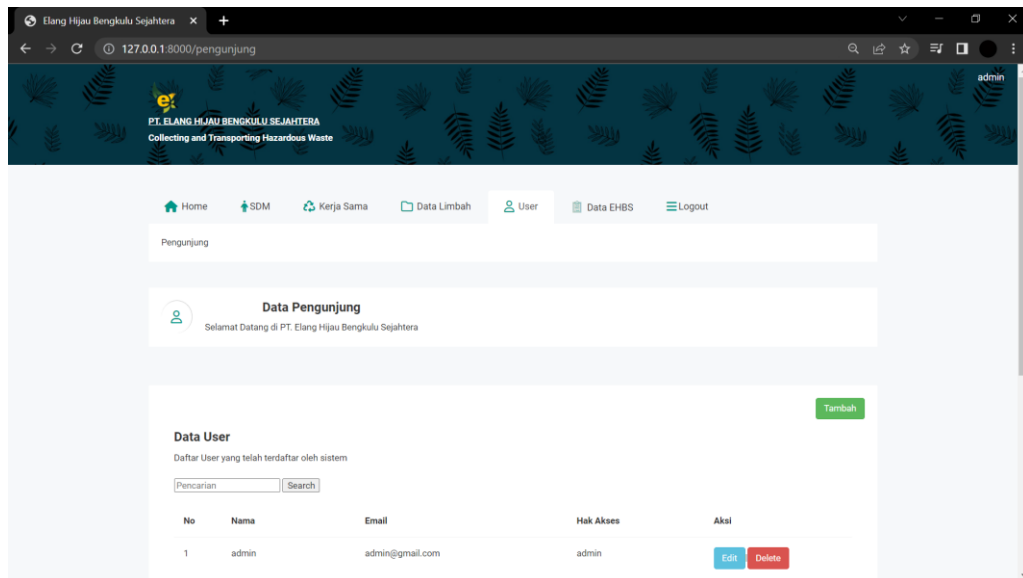 Elang Hijau Bengkulu Sejahtera
127.0.0.1:8000/pengunjung
admin
e
PT. ELANG HIJAU BENGKULU SEJAHTERA
Collecting and Transporting Hazardous Waste
Home SDM Kerja Sama Data Limbah User Data EHBS Logout
Pengunjung
Data Pengunjung
Selamat Datang di PT. Elang Hijau Bengkulu Sejahtera
Tambah
Data User
Daftar User yang telah terdaftar oleh sistem
Pencarian Search
No Nama Email Hak Akses Aksi
1 admin admin@gmail.com admin Edit Delete